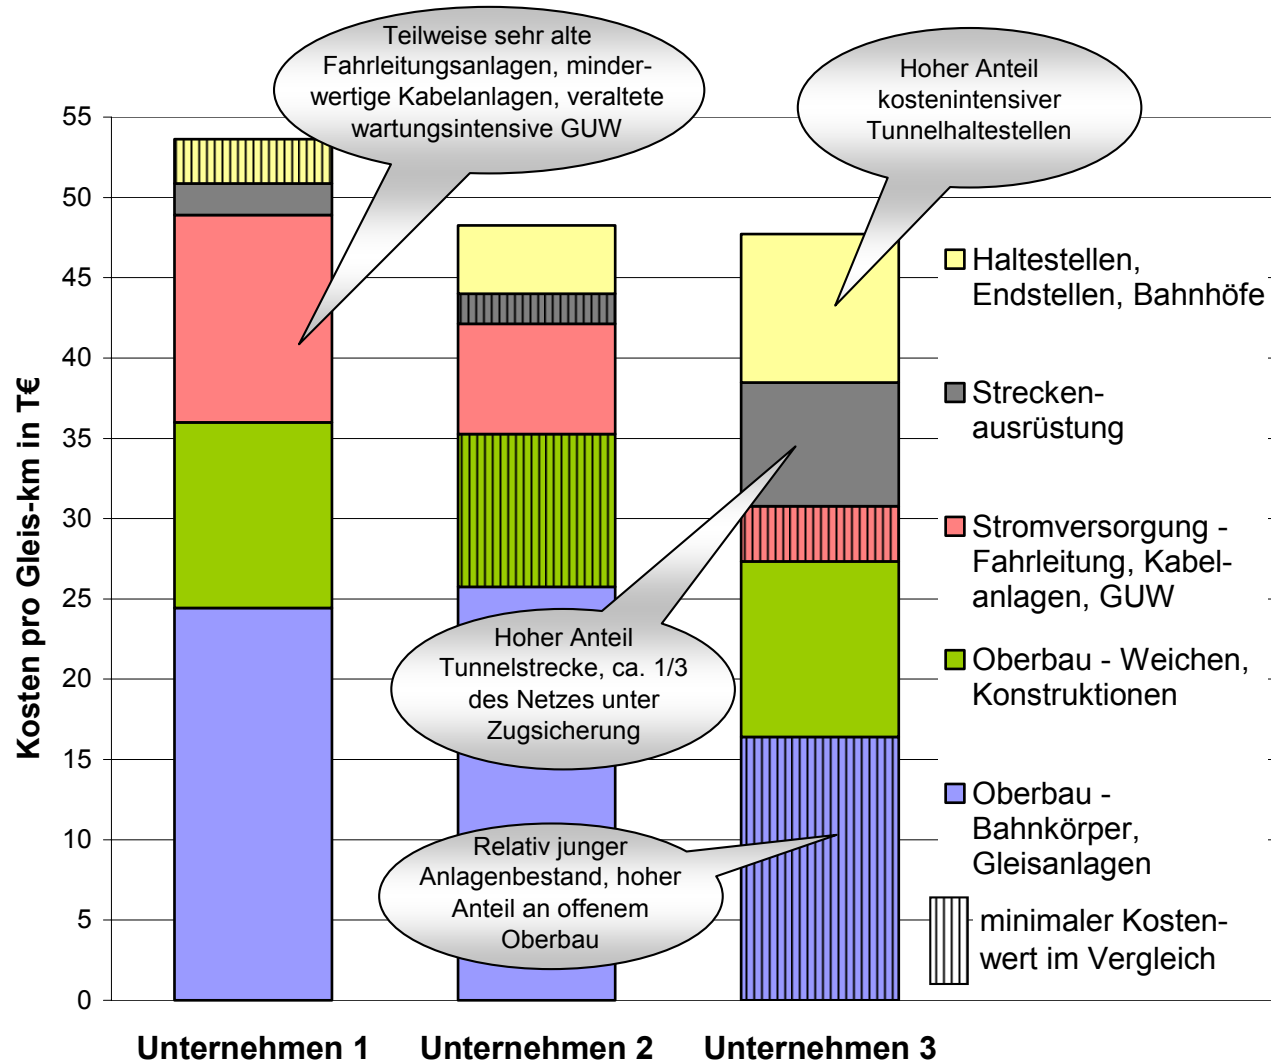 Teilweise sehr alte
Fahrleitungsanlagen, minder-
wertige Kabelanlagen, veraltete
wartungsintensive GUW
Hoher Anteil
kostenintensiver
Tunnelhaltestellen
Kosten pro Gleis-km in T€
55
50
45
40
35
30
25
20
15
10
5
0
Hoher Anteil
Tunnelstrecke, ca. 1/3
des Netzes unter
Zugsicherung
Relativ junger
Anlagenbestand, hoher
Anteil an offenem
Oberbau
Haltestellen,
Endstellen, Bahnhöfe
Strecken-
ausrüstung
Stromversorgung -
Fahrleitung, Kabel-
anlagen, GUW
Oberbau - Weichen,
Konstruktionen
Oberbau -
Bahnkörper,
Gleisanlagen
minimaler Kosten-
wert im Vergleich
Unternehmen 1
Unternehmen 2
Unternehmen 3